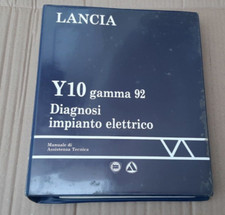 LANCIA
Y10 gamma 92
Diagnosi
impianto elettrico
Manuale di
Assistenza Tecnica